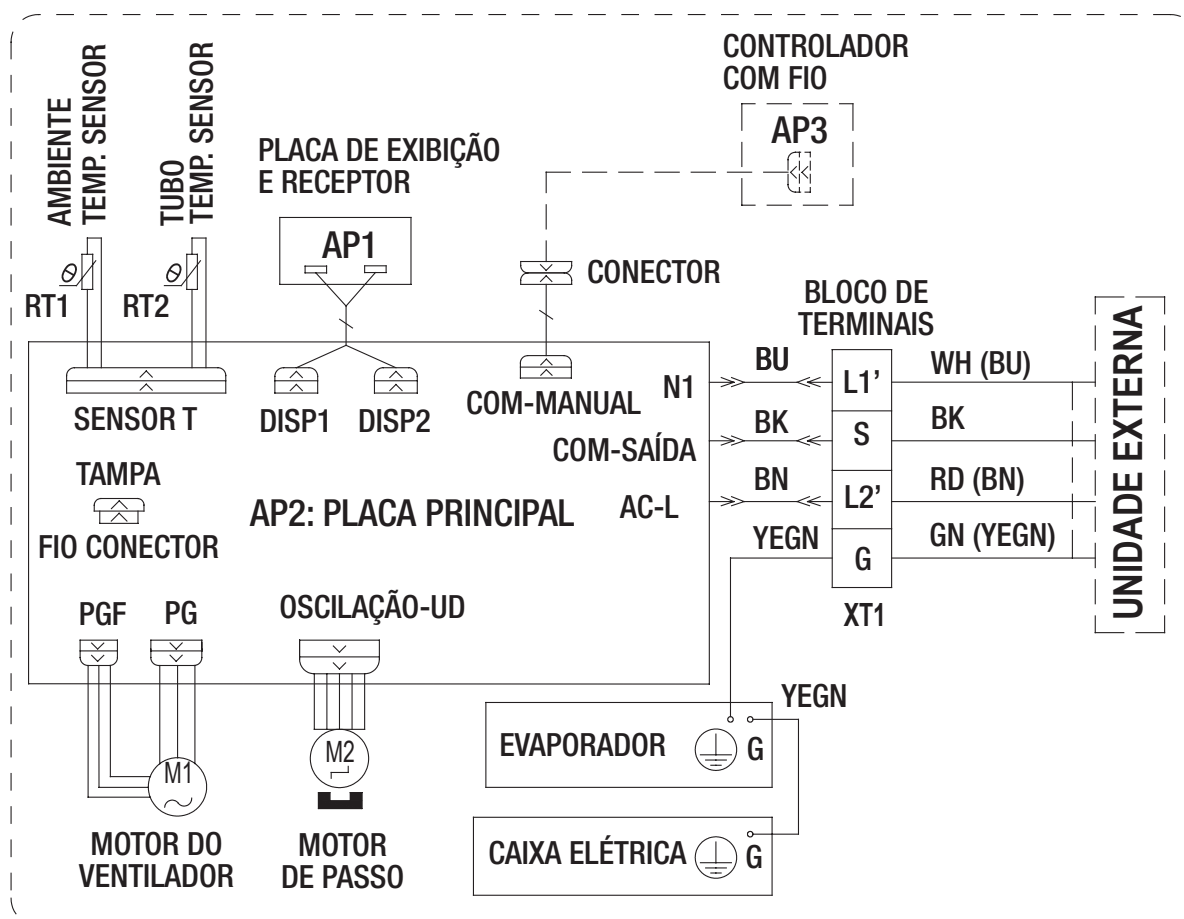 AMBIENTE
TEMP. SENSOR
TUBO
TEMP. SENSOR
RT1
RT2
PLACA DE EXIBIÇÃO
E RECEPTOR
AP1
CONTROLADOR
COM FIO
AP3
CONECTOR
BLOCO DE
TERMINAIS
SENSOR T
DISP1
DISP2
COM-MANUAL
N1
BU
L1’
WH (BU)
COM-SAÍDA
BK
S
BK
AC-L
BN
L2’
RD (BN)
YEGN
G
GN (YEGN)
XT1
UNIDADE EXTERNA
TAMPA
FIO CONECTOR
AP2: PLACA PRINCIPAL
PGF
PG
OSCILAÇÃO-UD
M1
MOTOR DO
VENTILADOR
M2
MOTOR
DE PASSO
YEGN
EVAPORADOR
G
CAIXA ELÉTRICA
G